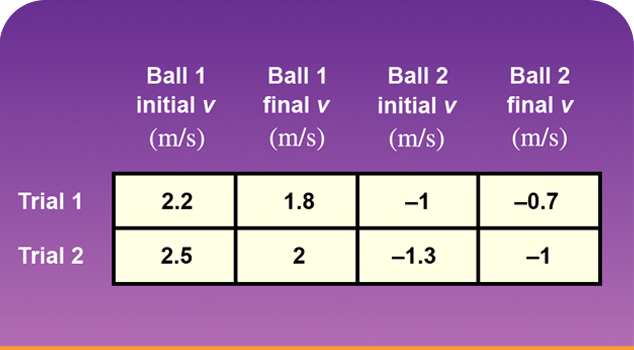 Ball 1 Ball 1 Ball 2 Ball 2
initial v final v initial v final v
(m/s) (m/s) (m/s) (m/s)
Trial 1 2.2 1.8 –1 –0.7
Trial 2 2.5 2 –1.3 –1